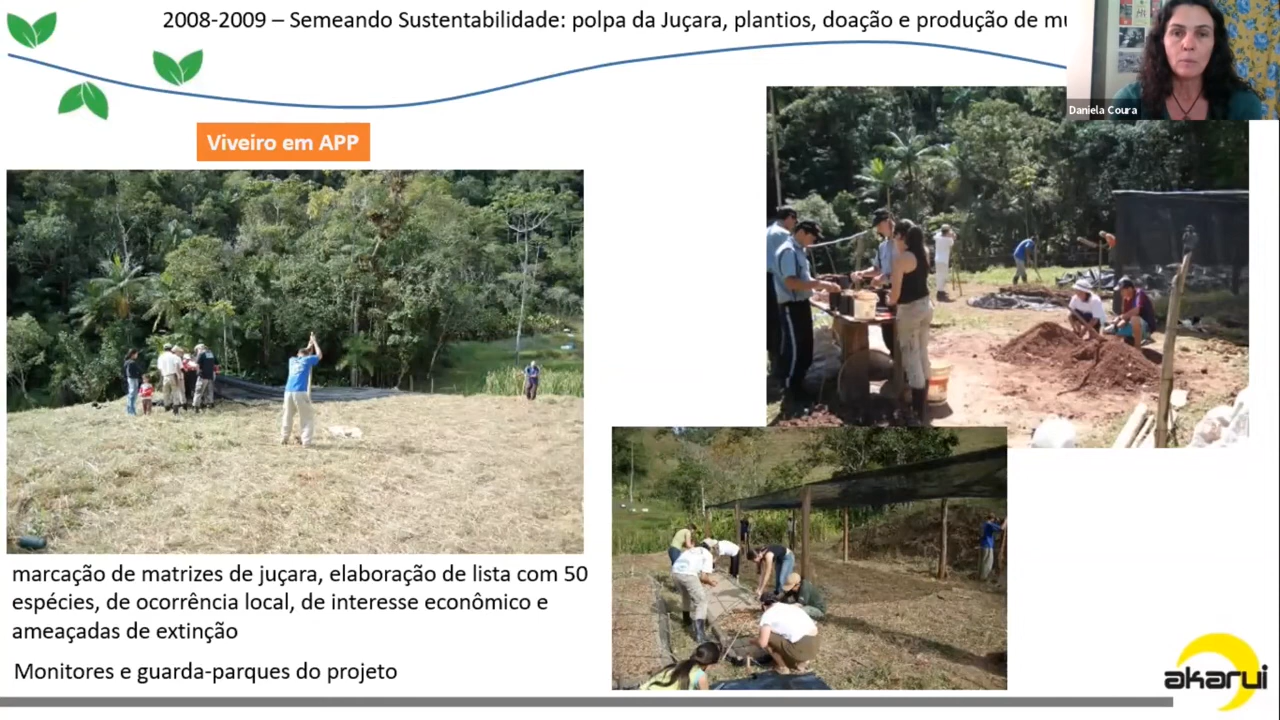 2008-2009 – Semeando Sustentabilidade: polpa da Juçara, plantios, doação e produção de
Daniela Coura
Viveiro em APP
marcação de matrizes de juçara, elaboração de lista com 50
espécies, de ocorrência local, de interesse econômico e
ameaçadas de extinção
Monitores e guarda-parques do projeto
akarui